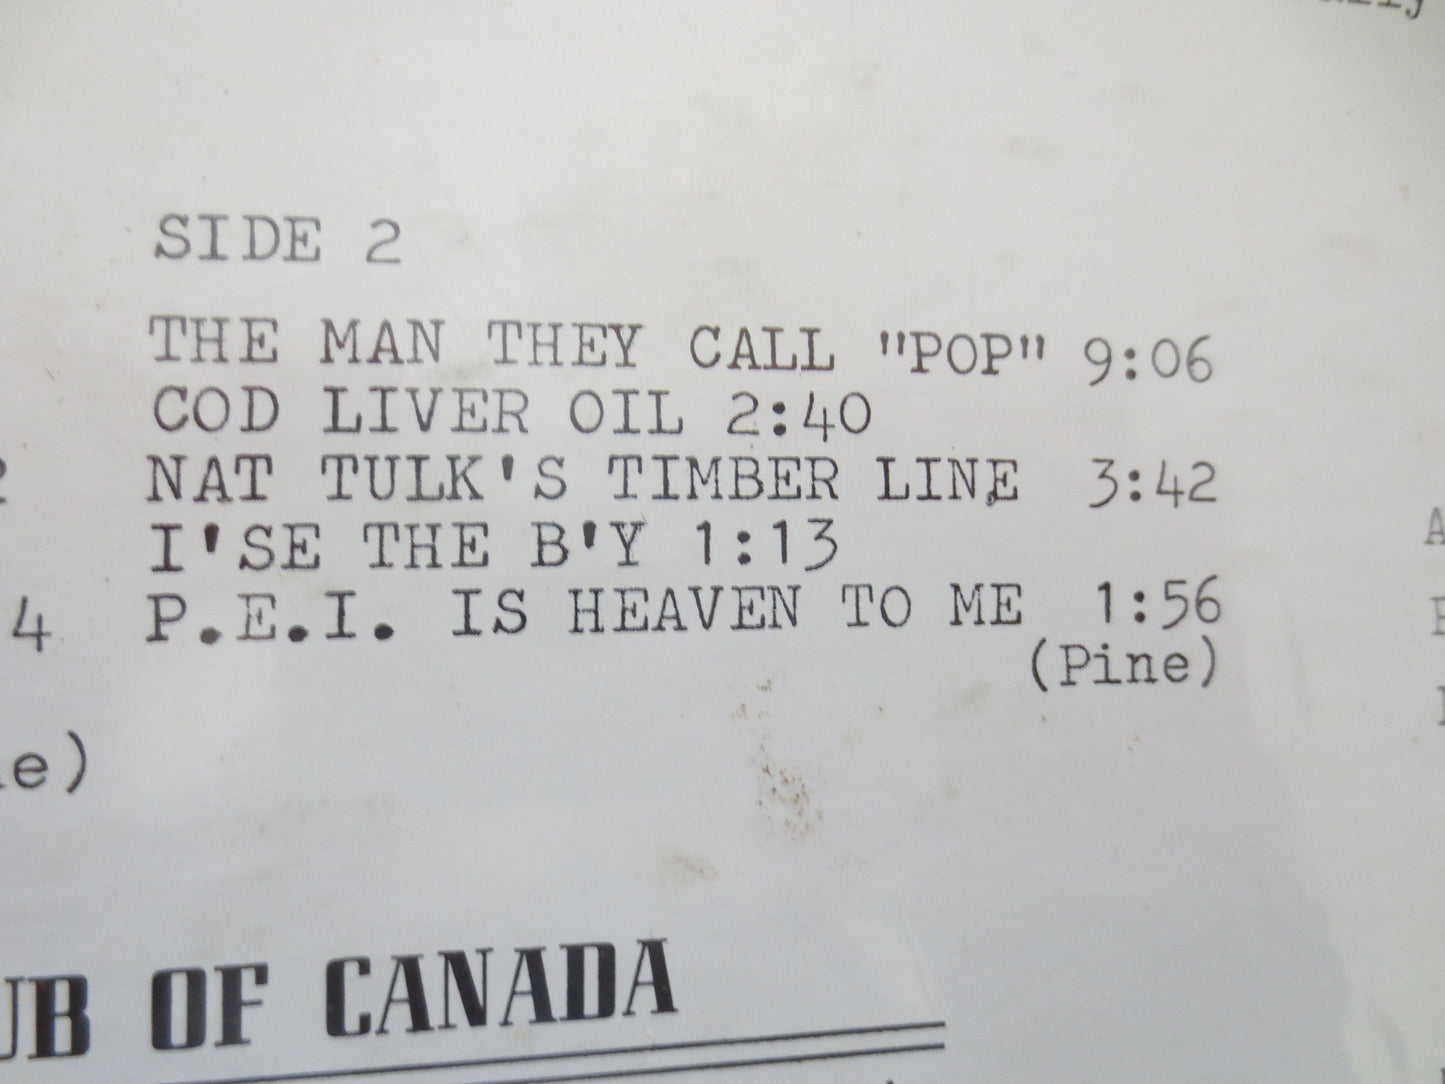 SIDE 2
THE MAN THEY CALL "POP" 9:06
COD LIVER OIL 2:40
NAT TULK'S TIMBER LINE 3:42
I'SE THE B'Y 1:13
4 P.E.I. IS HEAVEN TO ME 1:56
(Pine)
e)
UB OF CANADA